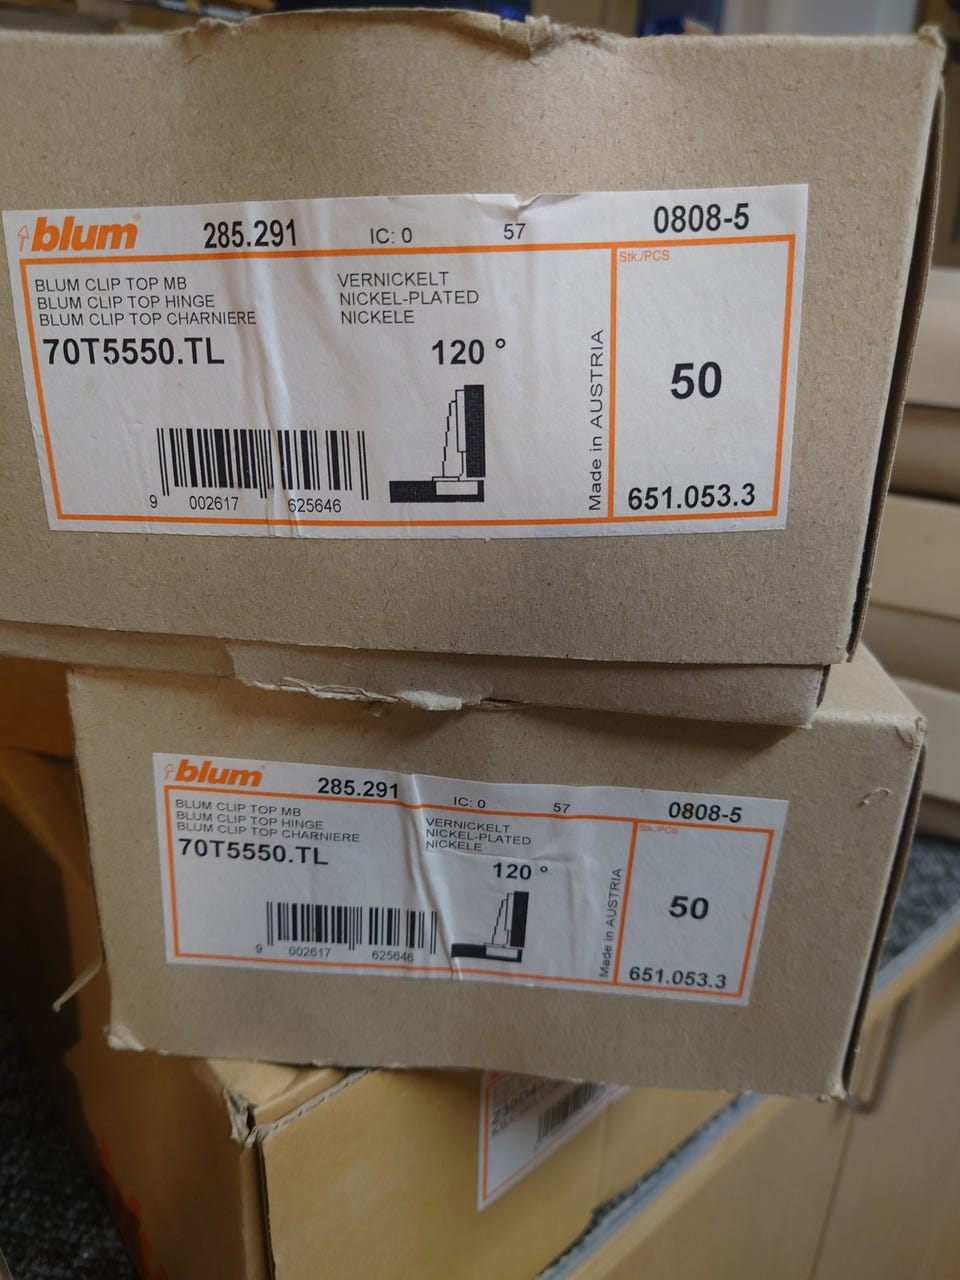 blum 285.291 IC: 0 57 0808-5
BLUM CLIP TOP MB
BLUM CLIP TOP HINGE
BLUM CLIP TOP CHARNIERE
VERNICKELT
NICKEL-PLATED
NICKELE
70T5550.TL
120 °
9 002617 625646
Made in AUSTRIA
Stk./PCS
50
651.053.3
blum 285.291 IC: 0 57 0808-5
BLUM CLIP TOP MB
BLUM CLIP TOP HINGE
BLUM CLIP TOP CHARNIERE
VERNICKELT
NICKEL-PLATED
NICKELE
70T5550.TL
120 °
9 002617 625646
Made in AUSTRIA
Stk./PCS
50
651.053.3